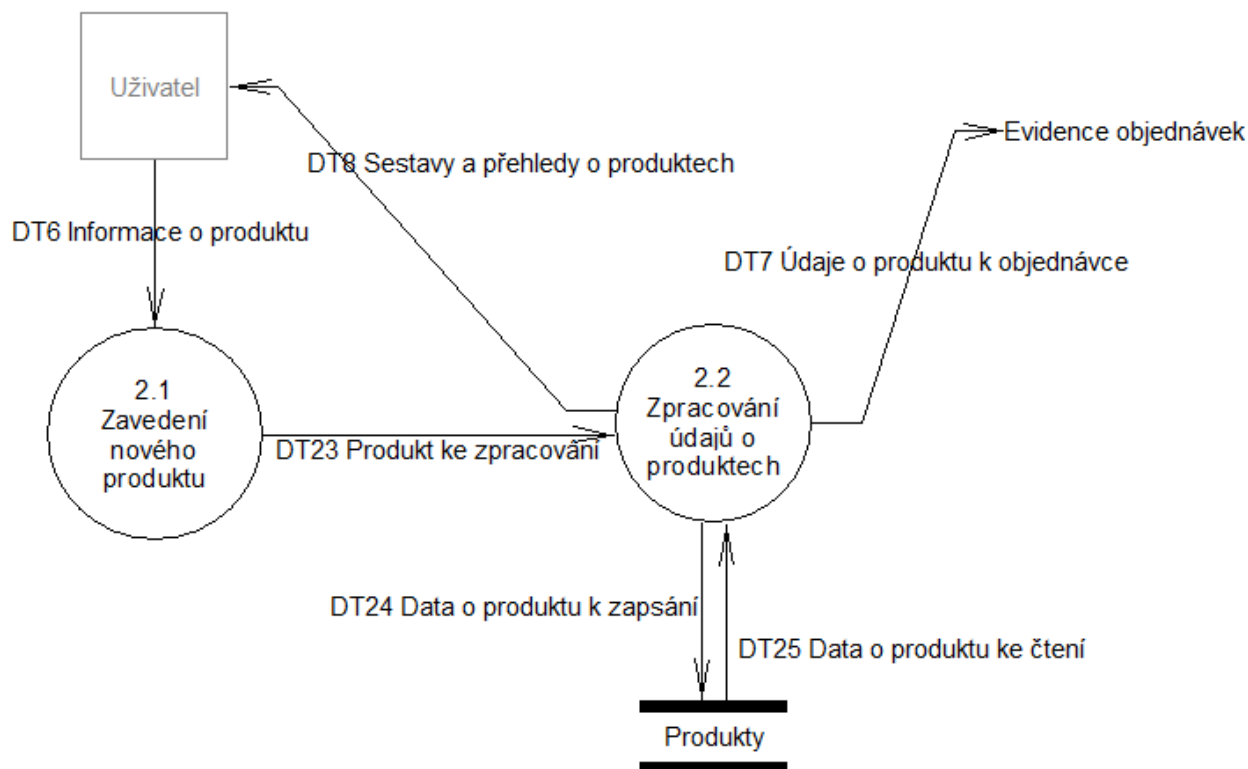 Uživatel
Evidence objednávek
DT8 Sestavy a přehledy o produktech
DT6 Informace o produktu
DT7 Údaje o produktu k objednávce
2.1
Zavedení
nového
produktu
2.2
Zpracování
údajů o
produktech
DT23 Produkt ke zpracování
DT24 Data o produktu k zapsání
DT25 Data o produktu ke čtení
Produkty